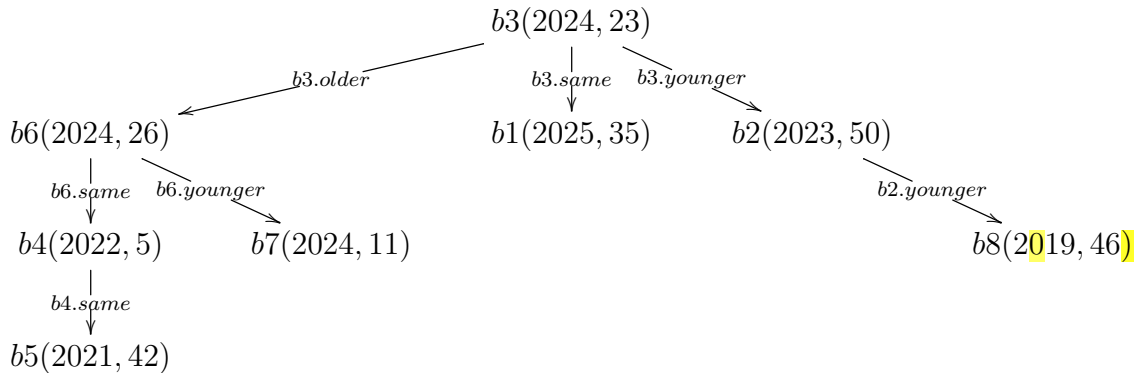 b3(2024, 23)
b3.older b3.same b3.younger
b6(2024, 26) b1(2025, 35) b2(2023, 50)
b6.same b6.younger b2.younger
b4(2022, 5) b7(2024, 11) b8(2019, 46)
b4.same
b5(2021, 42)